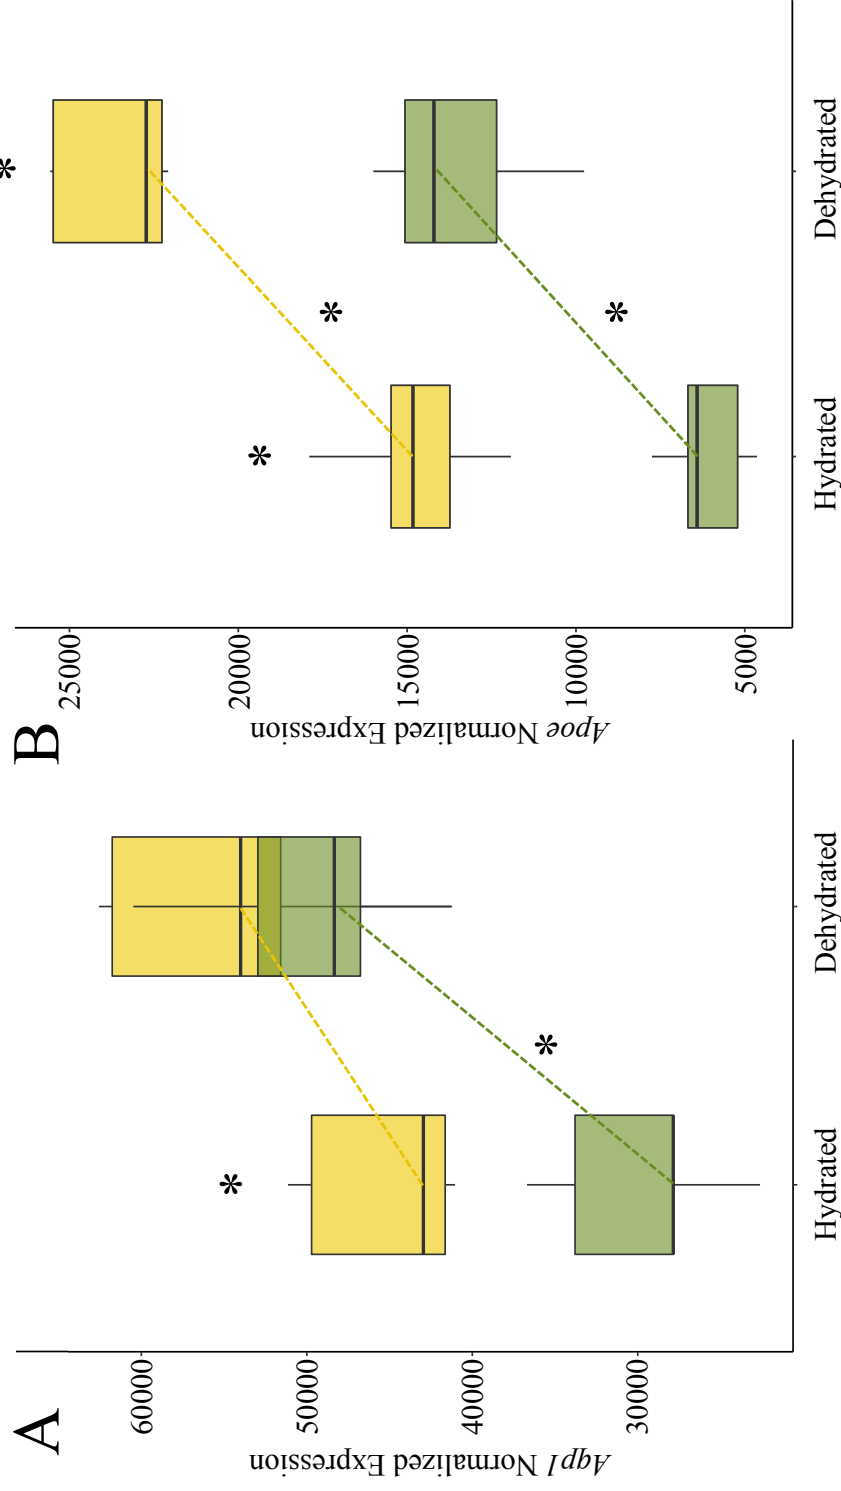 A
Aqp1 Normalized Expression
60000
50000
40000
30000
*
*
Hydrated
Dehydrated
B
Apoe Normalized Expression
25000
20000
15000
10000
5000
*
*
*
*
Hydrated
Dehydrated